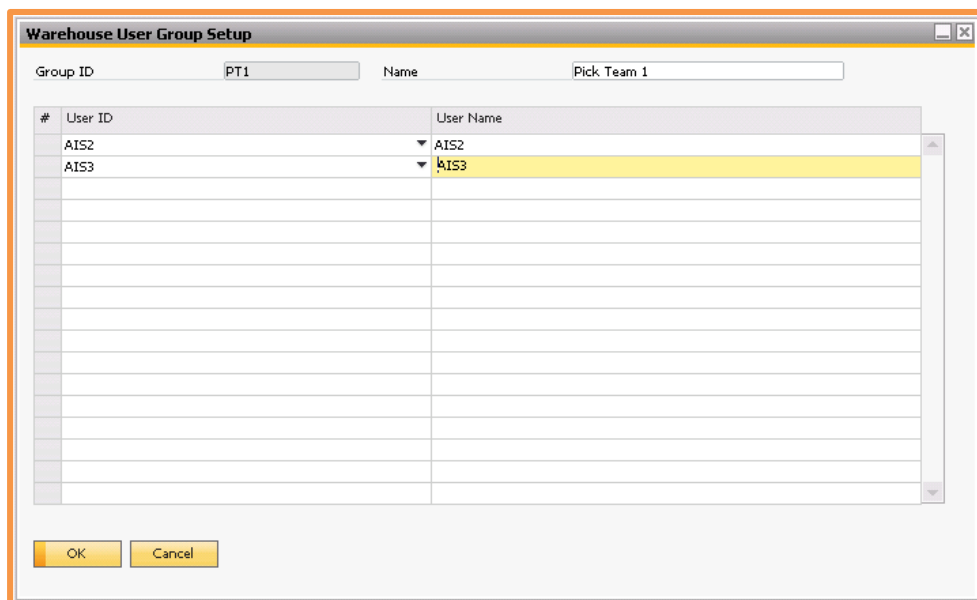 Warehouse User Group Setup
Group ID PT1 Name Pick Team 1
# User ID User Name
AIS2 AIS2
AIS3 AIS3
OK Cancel